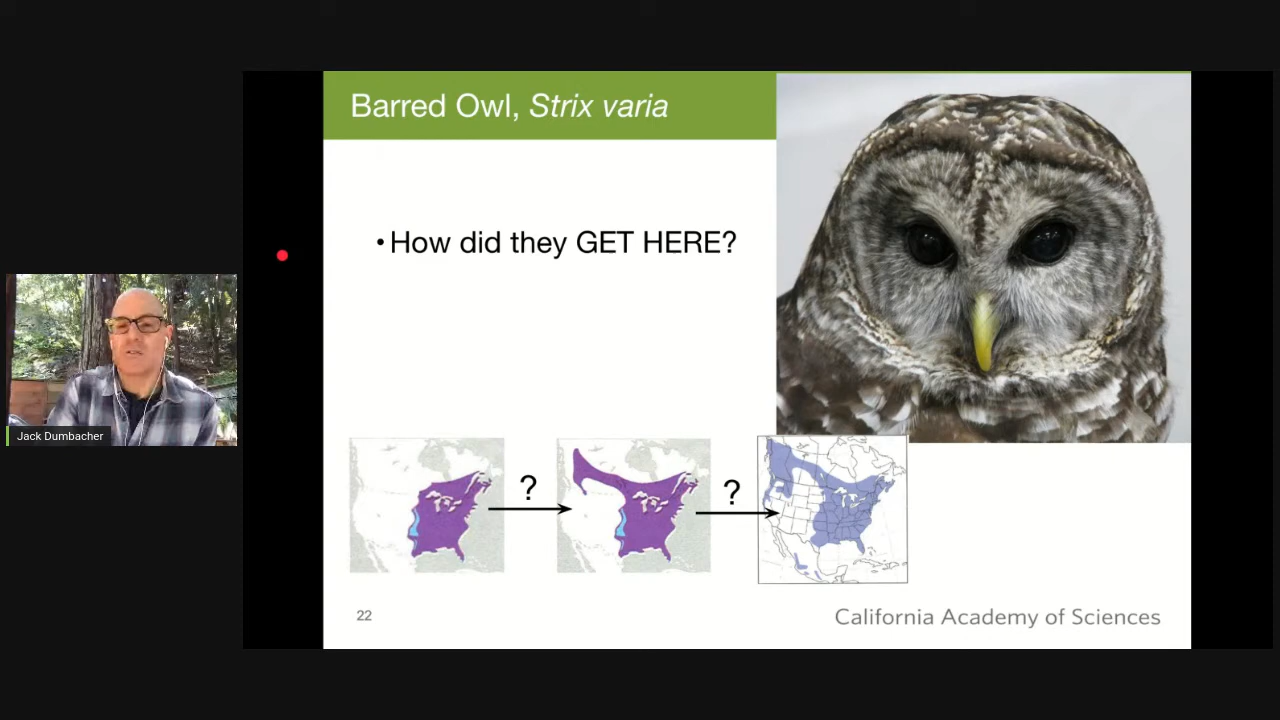 Barred Owl, Strix varia
• How did they GET HERE?
Jack Dumbacher
?
?
22
California Academy of Sciences